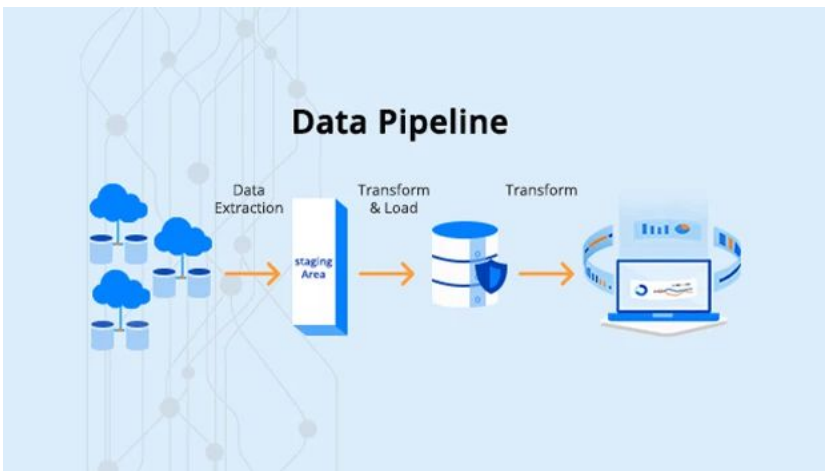 Data Pipeline
Data
Extraction
Transform
& Load
Transform
staging
Area